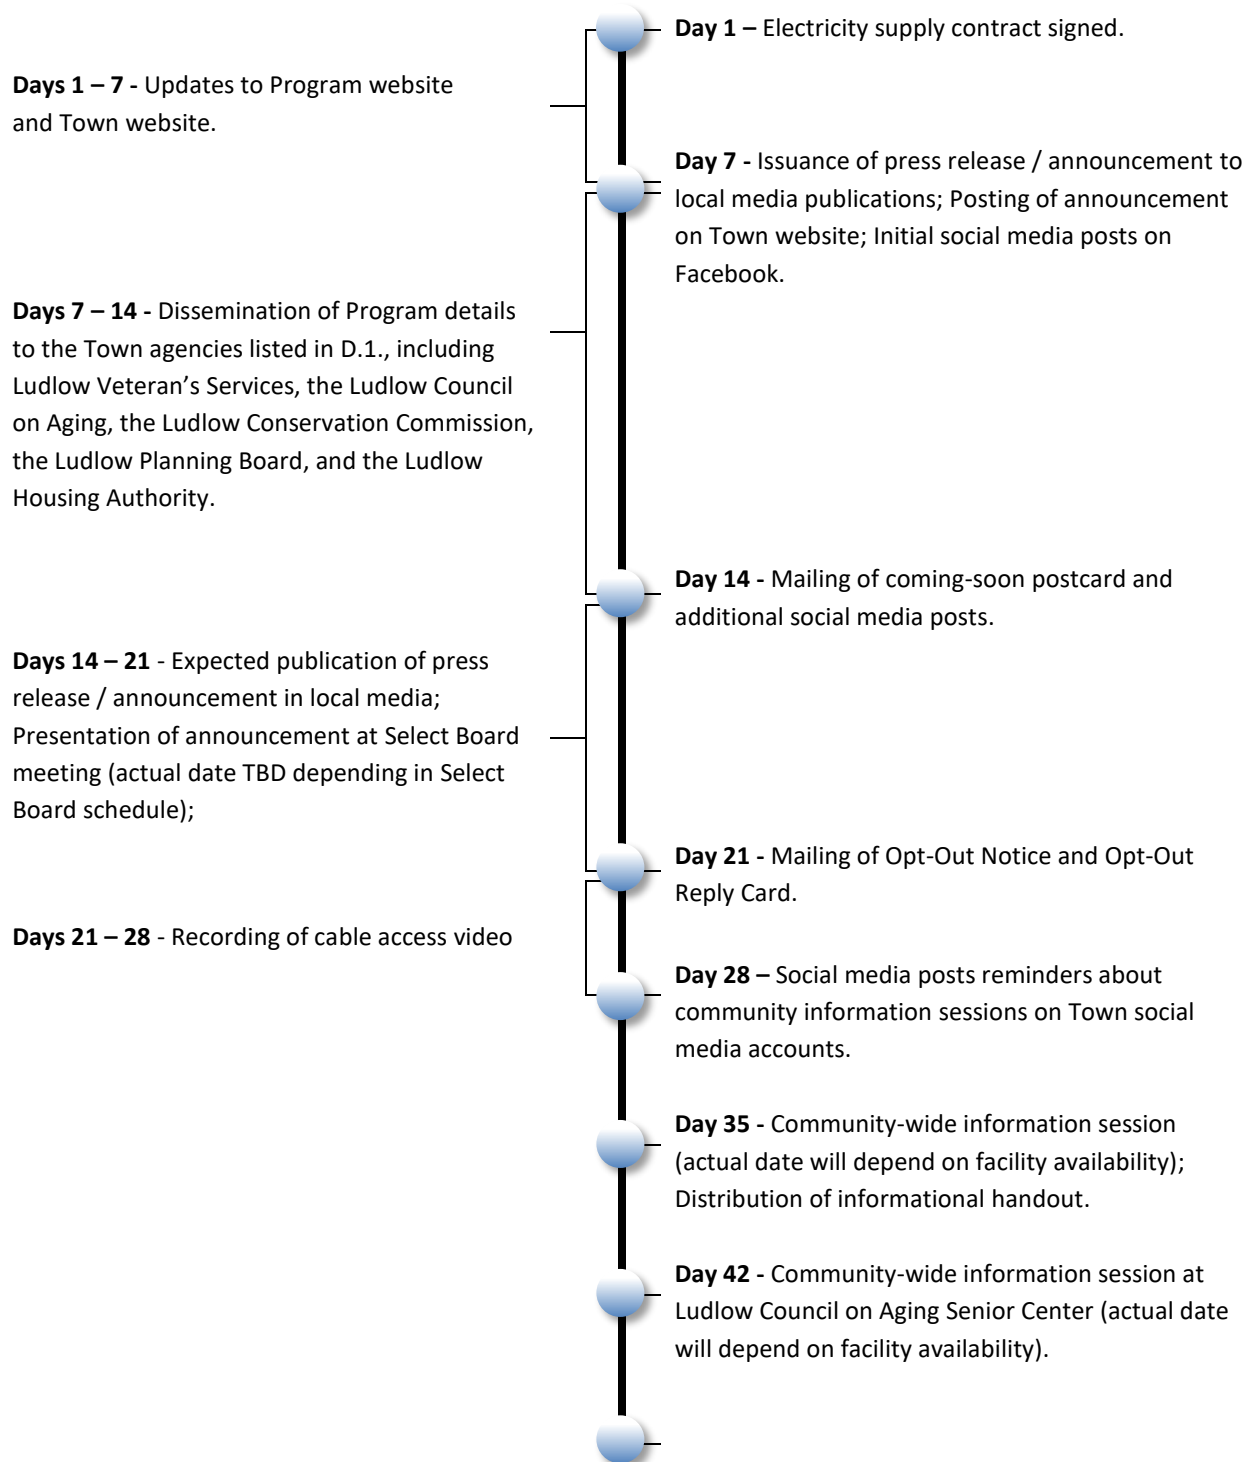 Day 1 – Electricity supply contract signed.
Days 1 – 7 - Updates to Program website
and Town website.
Day 7 - Issuance of press release / announcement to
local media publications; Posting of announcement
on Town website; Initial social media posts on
Facebook.
Days 7 – 14 - Dissemination of Program details
to the Town agencies listed in D.1., including
Ludlow Veteran’s Services, the Ludlow Council
on Aging, the Ludlow Conservation Commission,
the Ludlow Planning Board, and the Ludlow
Housing Authority.
Day 14 - Mailing of coming-soon postcard and
additional social media posts.
Days 14 – 21 - Expected publication of press
release / announcement in local media;
Presentation of announcement at Select Board
meeting (actual date TBD depending in Select
Board schedule);
Day 21 - Mailing of Opt-Out Notice and Opt-Out
Reply Card.
Days 21 – 28 - Recording of cable access video
Day 28 – Social media posts reminders about
community information sessions on Town social
media accounts.
Day 35 - Community-wide information session
(actual date will depend on facility availability);
Distribution of informational handout.
Day 42 - Community-wide information session at
Ludlow Council on Aging Senior Center (actual date
will depend on facility availability).